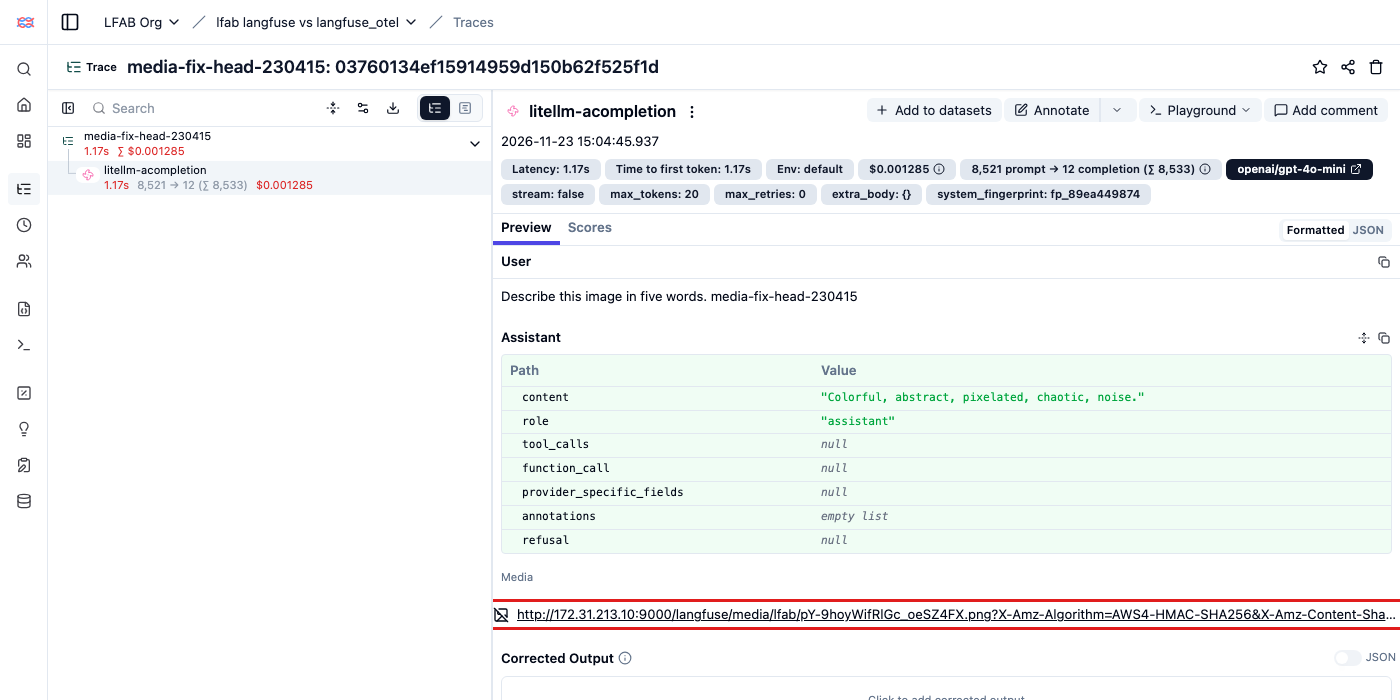 LFAB Org
lfab langfuse vs langfuse_otel
Traces
Trace
media-fix-head-230415: 03760134ef15914959d150b62f525f1d
Search
media-fix-head-230415
1.17s ∑ $0.001285
litellm-acompletion
1.17s 8,521 → 12 (∑ 8,533) $0.001285
litellm-acompletion
Add to datasets
Annotate
Playground
Add comment
2026-11-23 15:04:45.937
Latency: 1.17s
Time to first token: 1.17s
Env: default
$0.001285
8,521 prompt → 12 completion (∑ 8,533)
openai/gpt-4o-mini
stream: false
max_tokens: 20
max_retries: 0
extra_body: {}
system_fingerprint: fp_89ea449874
Preview
Scores
Formatted
JSON
User
Describe this image in five words. media-fix-head-230415
Assistant
Path Value
content "Colorful, abstract, pixelated, chaotic, noise."
role "assistant"
tool_calls null
function_call null
provider_specific_fields null
annotations empty list
refusal null
Media
http://172.31.213.10:9000/langfuse/media/lfab/pY-9hoyWifRlGc_oeSZ4FX.png?X-Amz-Algorithm=AWS4-HMAC-SHA256&X-Amz-Content-Sha...
Corrected Output
JSON
Click to add corrected output